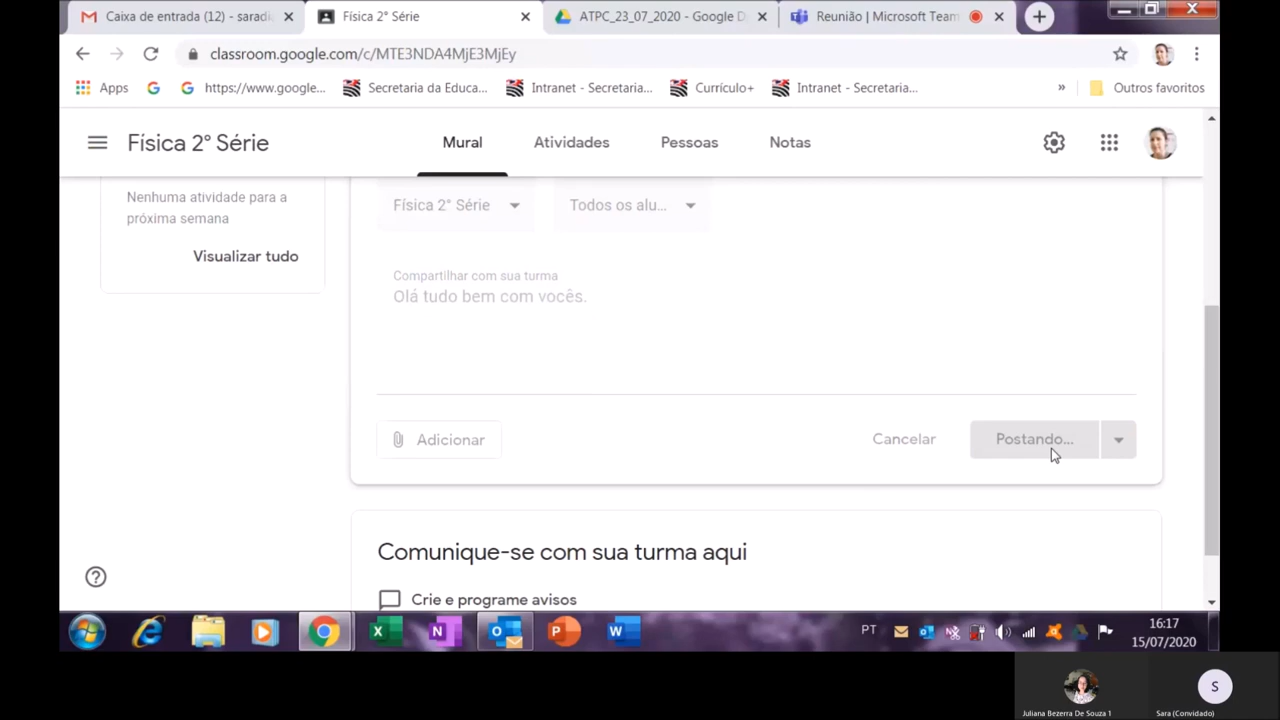 Caixa de entrada (12) - saradi
Física 2° Série
ATPC_23_07_2020 - Google D
Reunião | Microsoft Team
classroom.google.com/c/MTE3NDA4MjE3MjEy
Apps
https://www.google...
Secretaria da Educa...
Intranet - Secretaria...
Currículo+
Intranet - Secretaria...
»
Outros favoritos
Física 2° Série
Mural
Atividades
Pessoas
Notas
Nenhuma atividade para a
próxima semana
Visualizar tudo
Física 2° Série
Todos os alu...
Compartilhar com sua turma
Olá tudo bem com vocês.
Adicionar
Cancelar
Postando...
Comunique-se com sua turma aqui
Crie e programe avisos
PT
16:17
15/07/2020
S
Juliana Bezerra De Souza 1
Sara (Convidado)